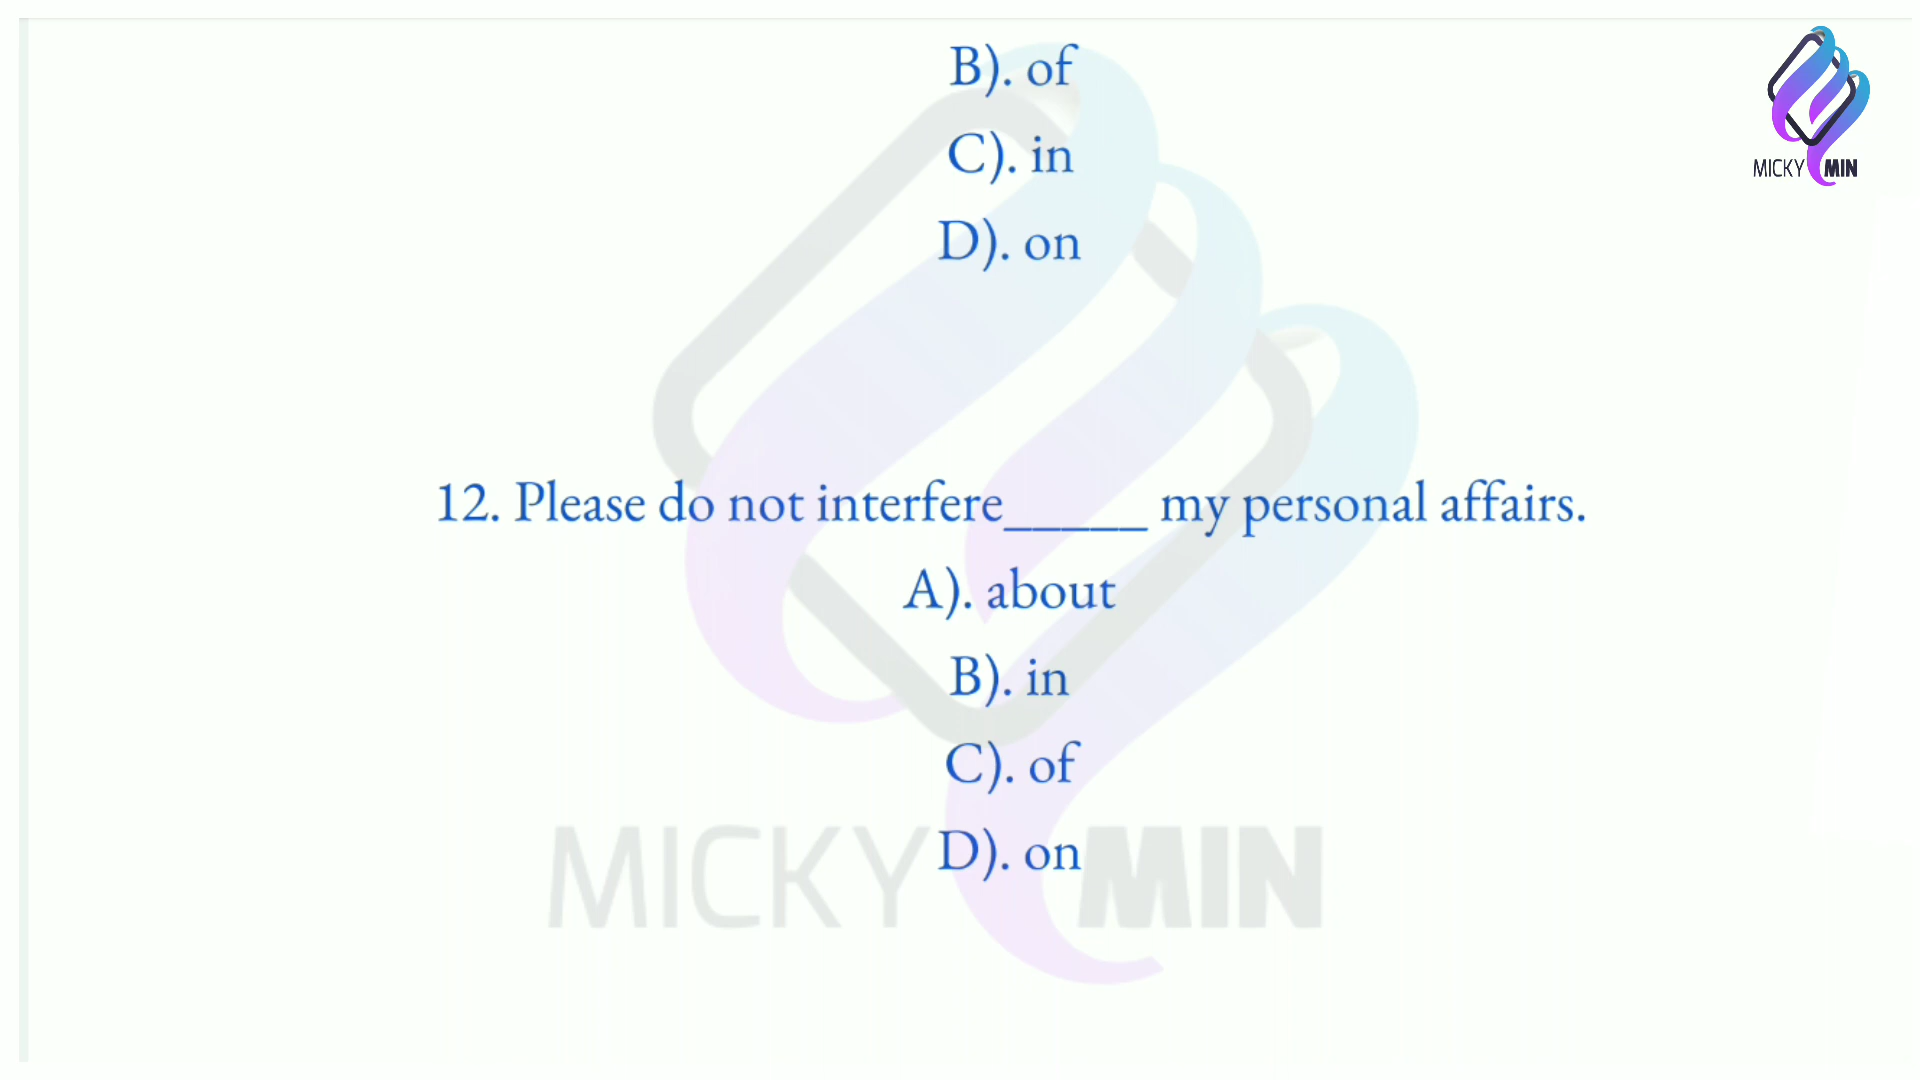 B). of
C). in
D). on
MICKY MIN
12. Please do not interfere_____ my personal affairs.
A). about
B). in
C). of
D). on
MICKY MIN